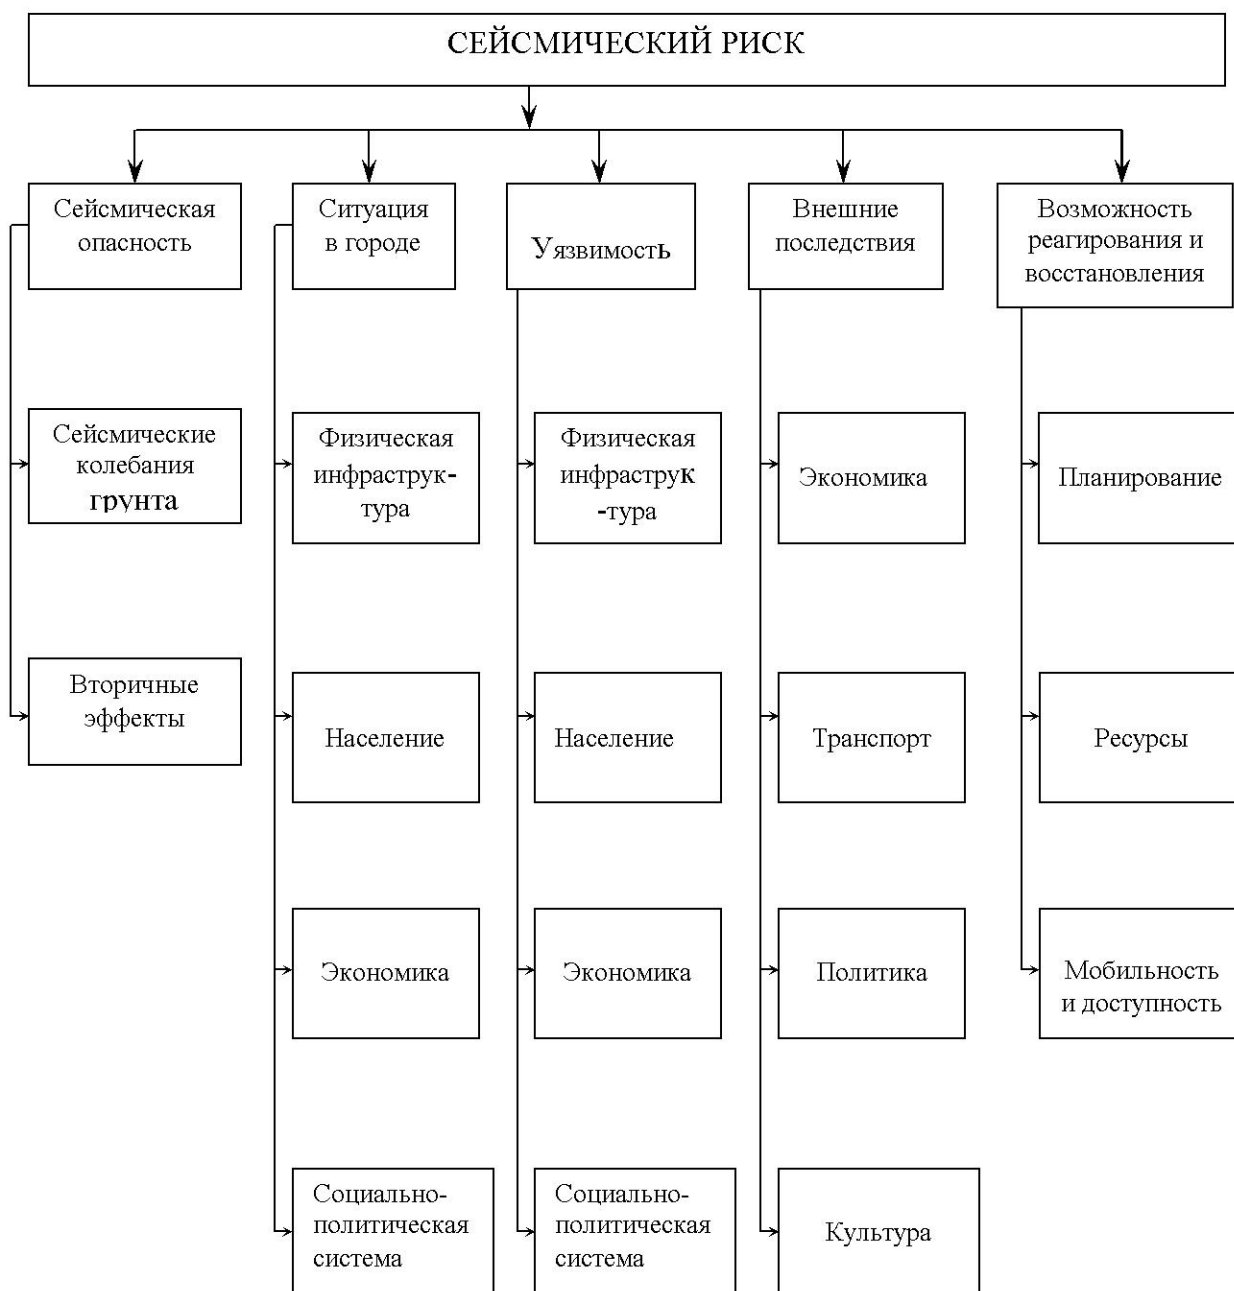 СЕЙСМИЧЕСКИЙ РИСК
Сейсмическая
опасность
Ситуация
в городе
Уязвимость
Внешние
последствия
Возможность
реагирования и
восстановления
Сейсмические
колебания
грунта
Физическая
инфраструк-
тура
Физическая
инфраструк
-тура
Экономика
Планирование
Вторичные
эффекты
Население
Население
Транспорт
Ресурсы
Экономика
Экономика
Политика
Мобильность
и доступность
Социально-
политическая
система
Социально-
политическая
система
Культура